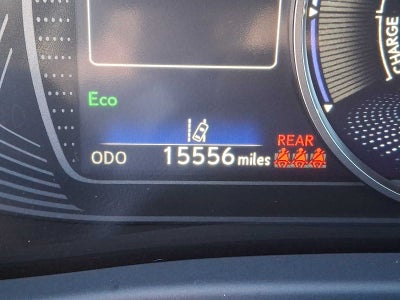 CHARGE
Eco
REAR
ODO 15556 miles